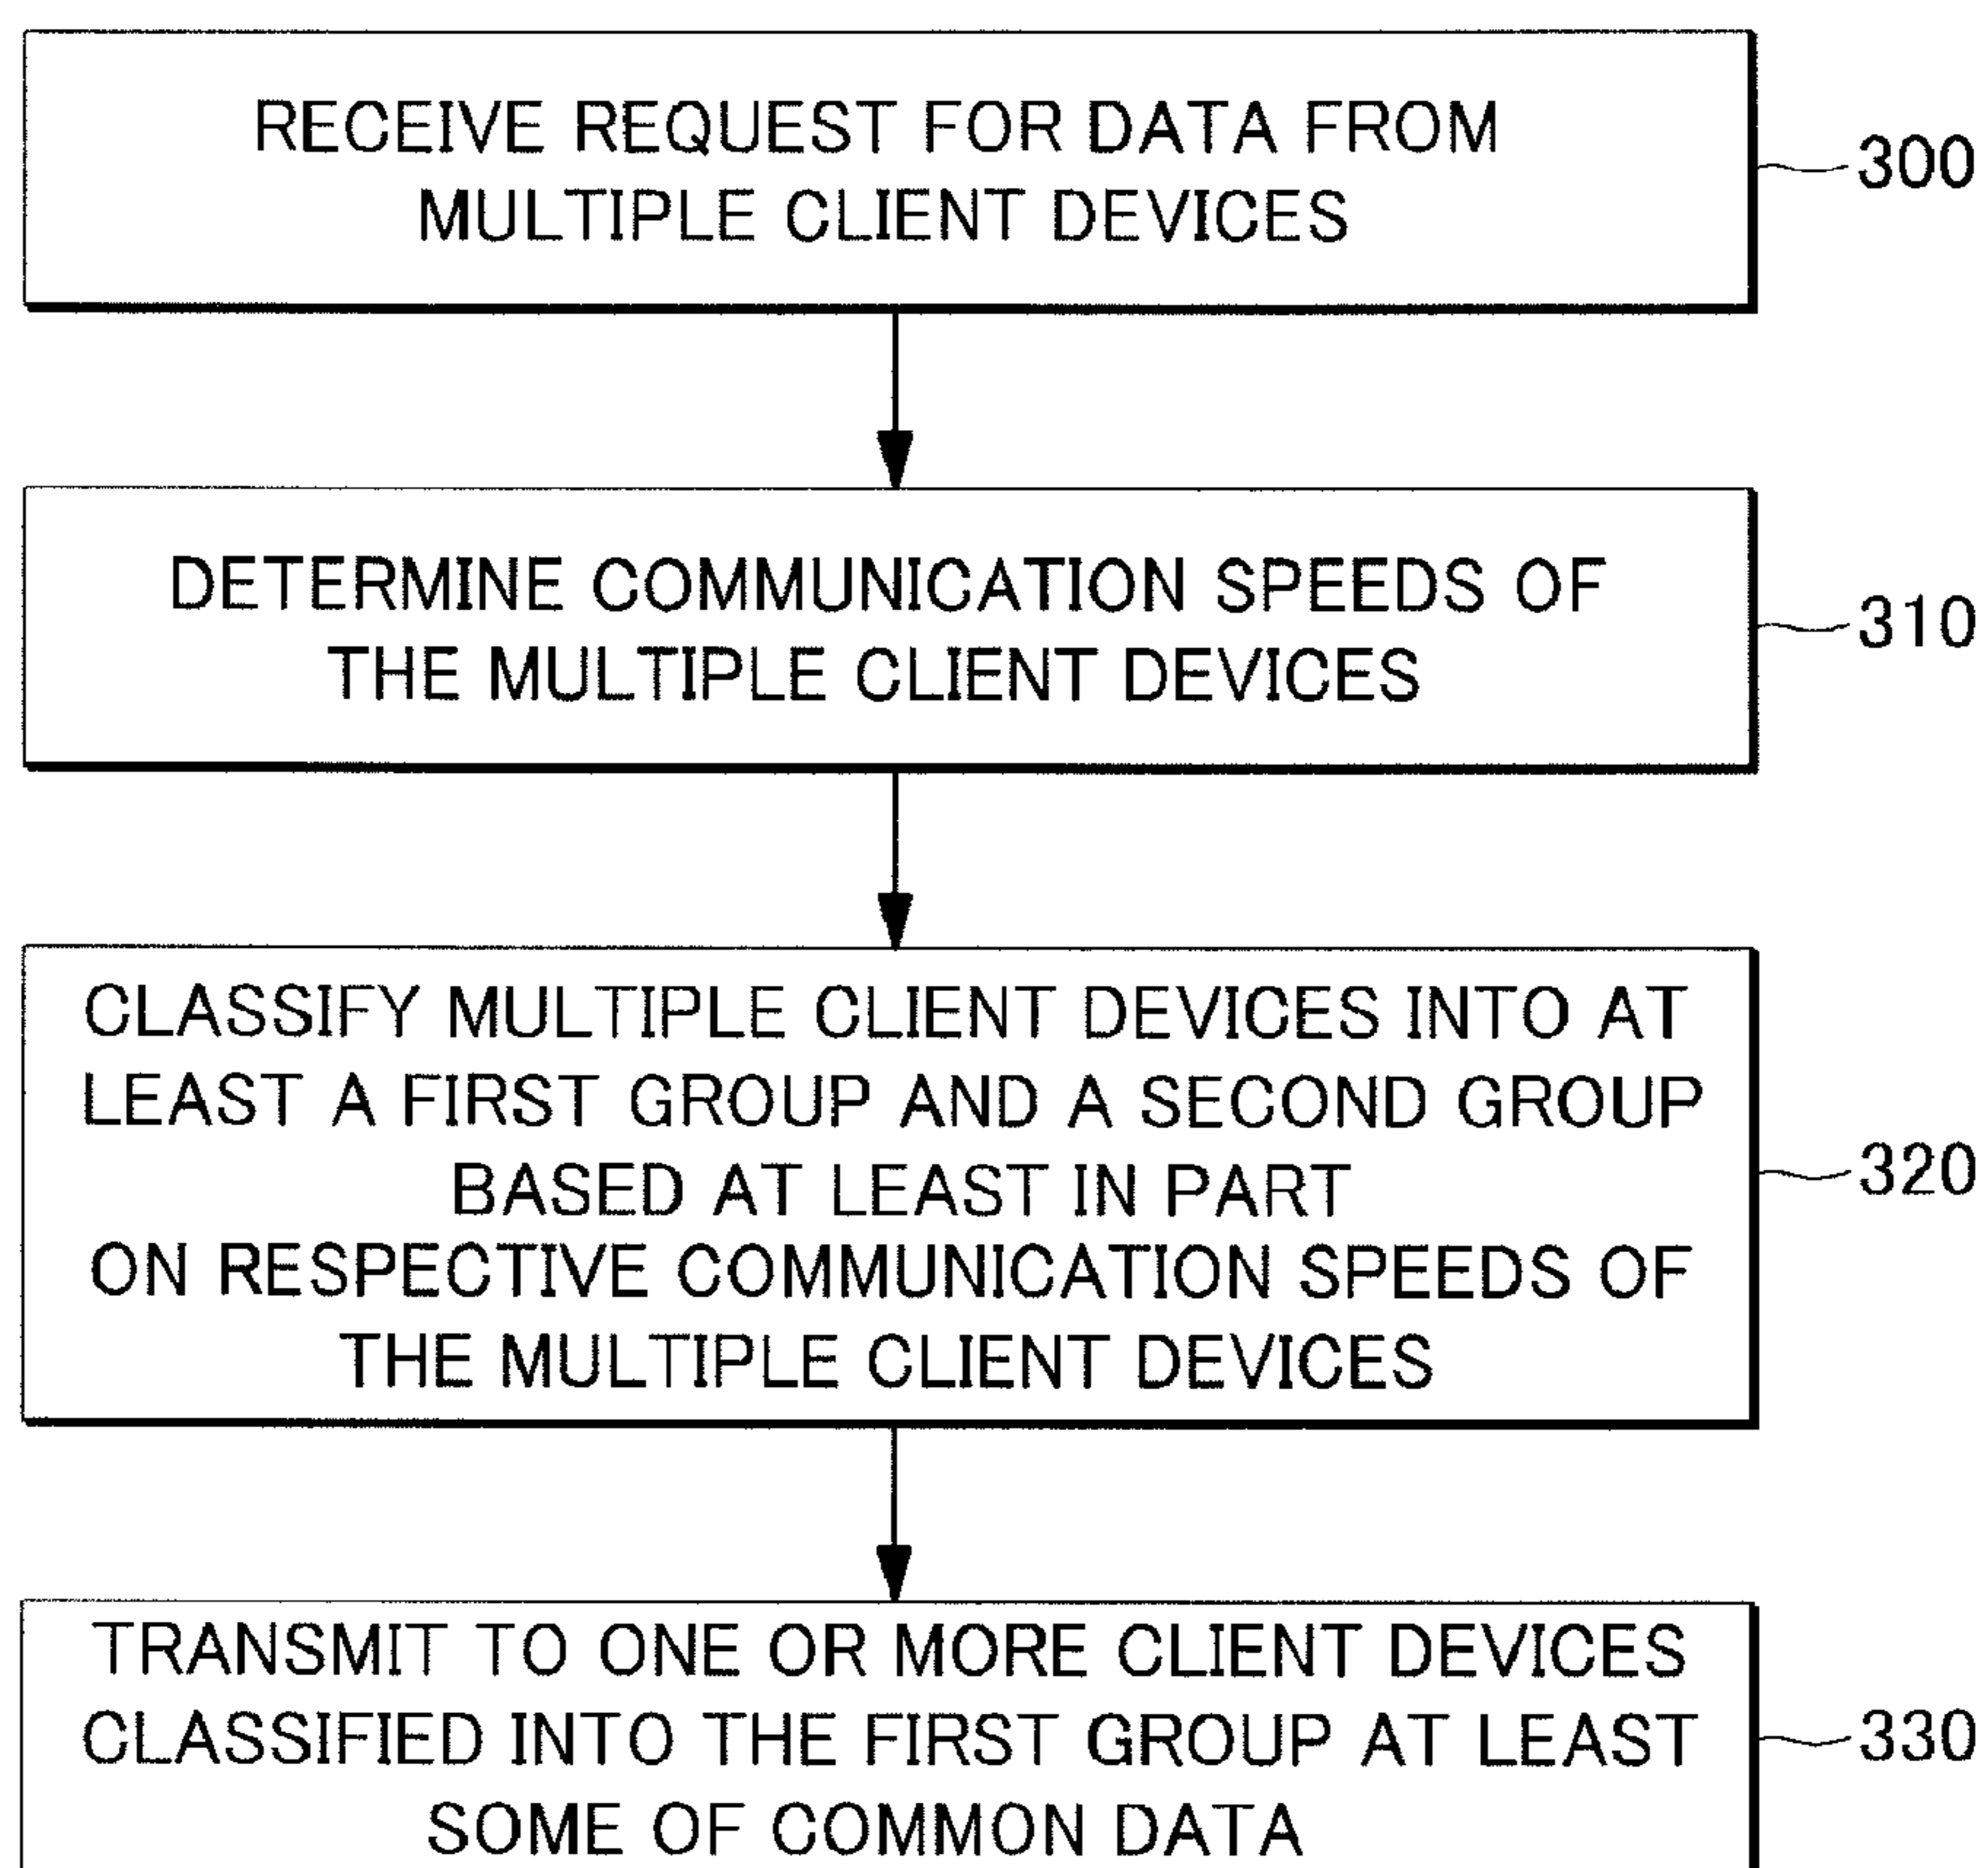 RECEIVE REQUEST FOR DATA FROM
MULTIPLE CLIENT DEVICES
300
DETERMINE COMMUNICATION SPEEDS OF
THE MULTIPLE CLIENT DEVICES
310
CLASSIFY MULTIPLE CLIENT DEVICES INTO AT
LEAST A FIRST GROUP AND A SECOND GROUP
BASED AT LEAST IN PART
ON RESPECTIVE COMMUNICATION SPEEDS OF
THE MULTIPLE CLIENT DEVICES
320
TRANSMIT TO ONE OR MORE CLIENT DEVICES
CLASSIFIED INTO THE FIRST GROUP AT LEAST
SOME OF COMMON DATA
330